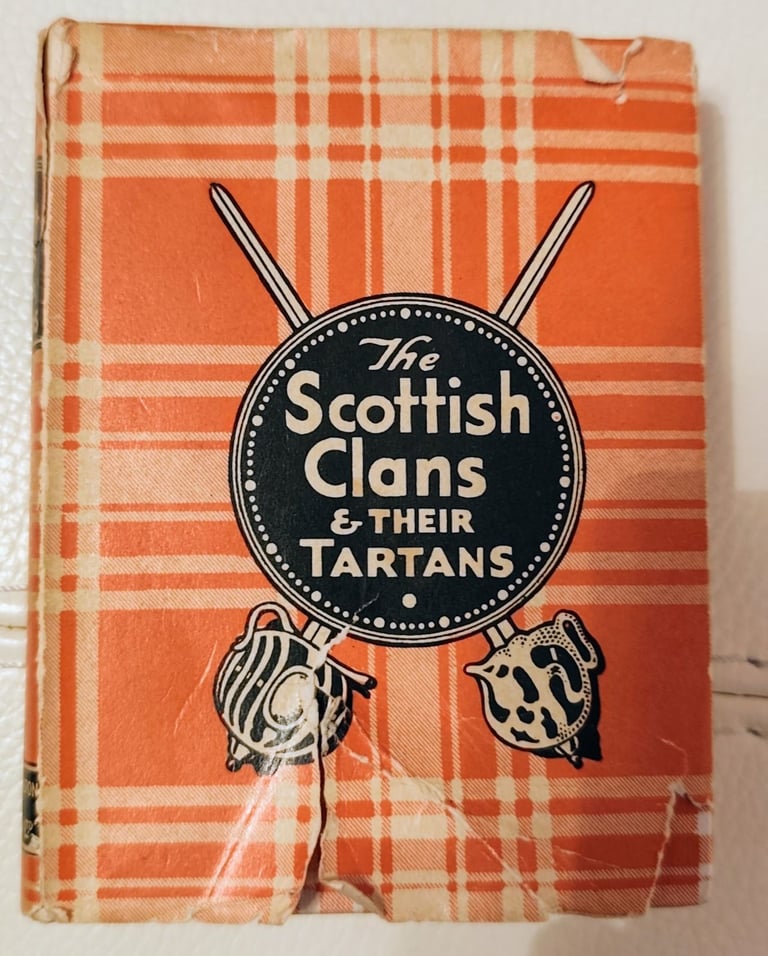 The
Scottish
Clans
& THEIR
TARTANS